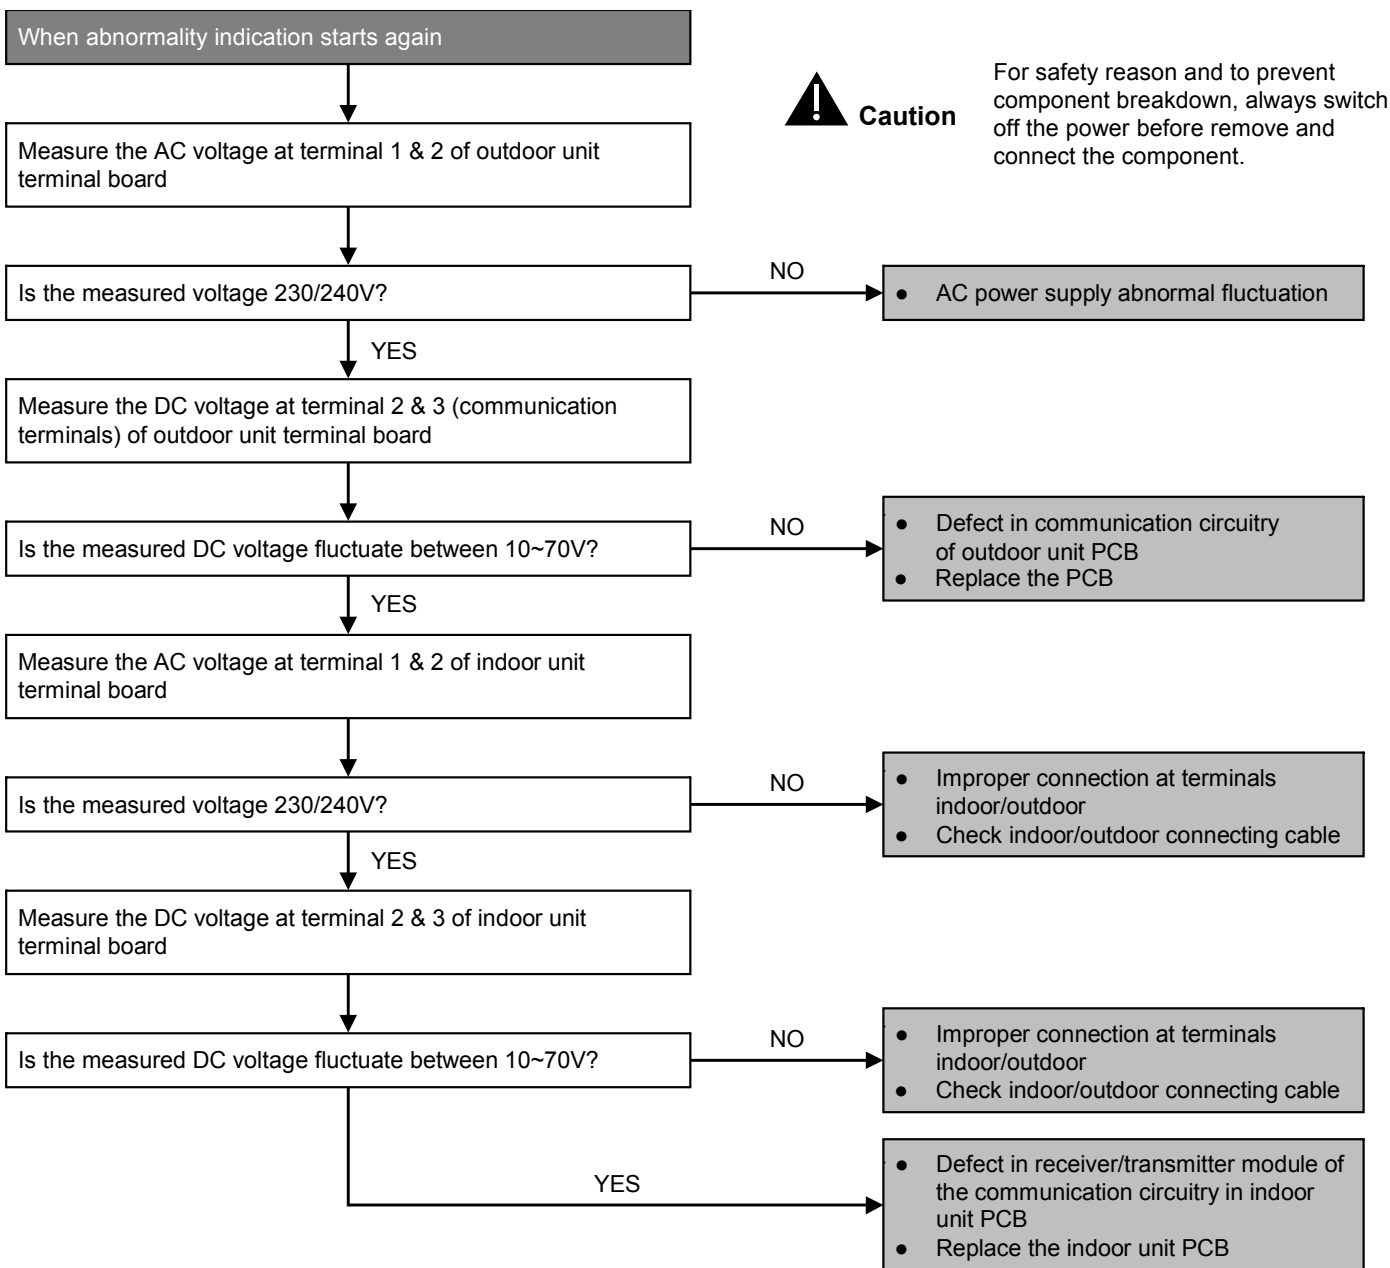 When abnormality indication starts again
Caution
For safety reason and to prevent
component breakdown, always switch
off the power before remove and
connect the component.
Measure the AC voltage at terminal 1 & 2 of outdoor unit
terminal board
Is the measured voltage 230/240V?
NO
● AC power supply abnormal fluctuation
YES
Measure the DC voltage at terminal 2 & 3 (communication
terminals) of outdoor unit terminal board
Is the measured DC voltage fluctuate between 10~70V?
NO
● Defect in communication circuitry
of outdoor unit PCB
● Replace the PCB
YES
Measure the AC voltage at terminal 1 & 2 of indoor unit
terminal board
Is the measured voltage 230/240V?
NO
● Improper connection at terminals
indoor/outdoor
● Check indoor/outdoor connecting cable
YES
Measure the DC voltage at terminal 2 & 3 of indoor unit
terminal board
Is the measured DC voltage fluctuate between 10~70V?
NO
● Improper connection at terminals
indoor/outdoor
● Check indoor/outdoor connecting cable
YES
● Defect in receiver/transmitter module of
the communication circuitry in indoor
unit PCB
● Replace the indoor unit PCB